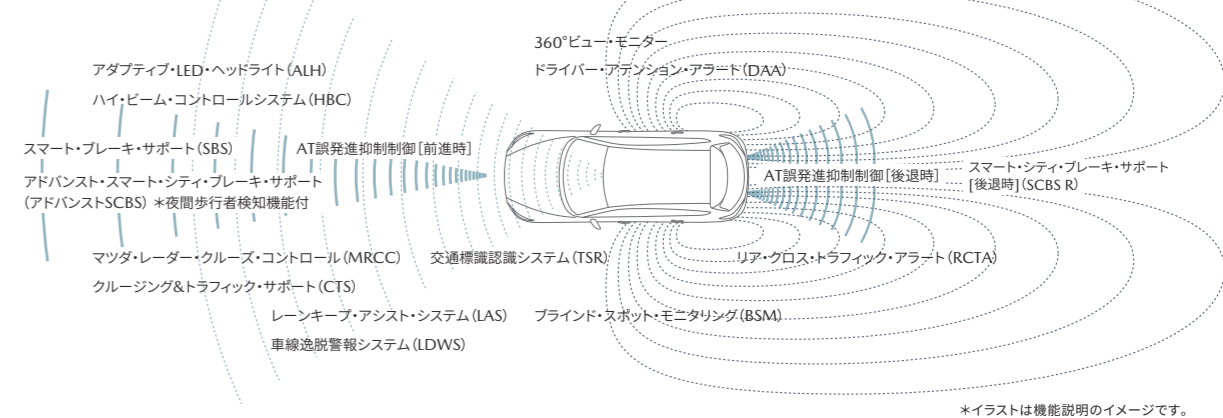 360°ビュー・モニター
アダプティブ・LED・ヘッドライト（ALH）
ドライバー・アテンション・アラート（DAA）
ハイ・ビーム・コントロールシステム（HBC）
スマート・ブレーキ・サポート（SBS）
AT誤発進抑制制御［前進時］
アドバンスト・スマート・シティ・ブレーキ・サポート
（アドバンストSCBS）＊夜間歩行者検知機能付
AT誤発進抑制制御［後退時］
スマート・シティ・ブレーキ・サポート
［後退時］（SCBS R）
マツダ・レーダー・クルーズ・コントロール（MRCC）
交通標識認識システム（TSR）
リア・クロス・トラフィック・アラート（RCTA）
クルージング&トラフィック・サポート（CTS）
レーンキープ・アシスト・システム（LAS）
ブラインド・スポット・モニタリング（BSM）
車線逸脱警報システム（LDWS）
＊イラストは機能説明のイメージです。